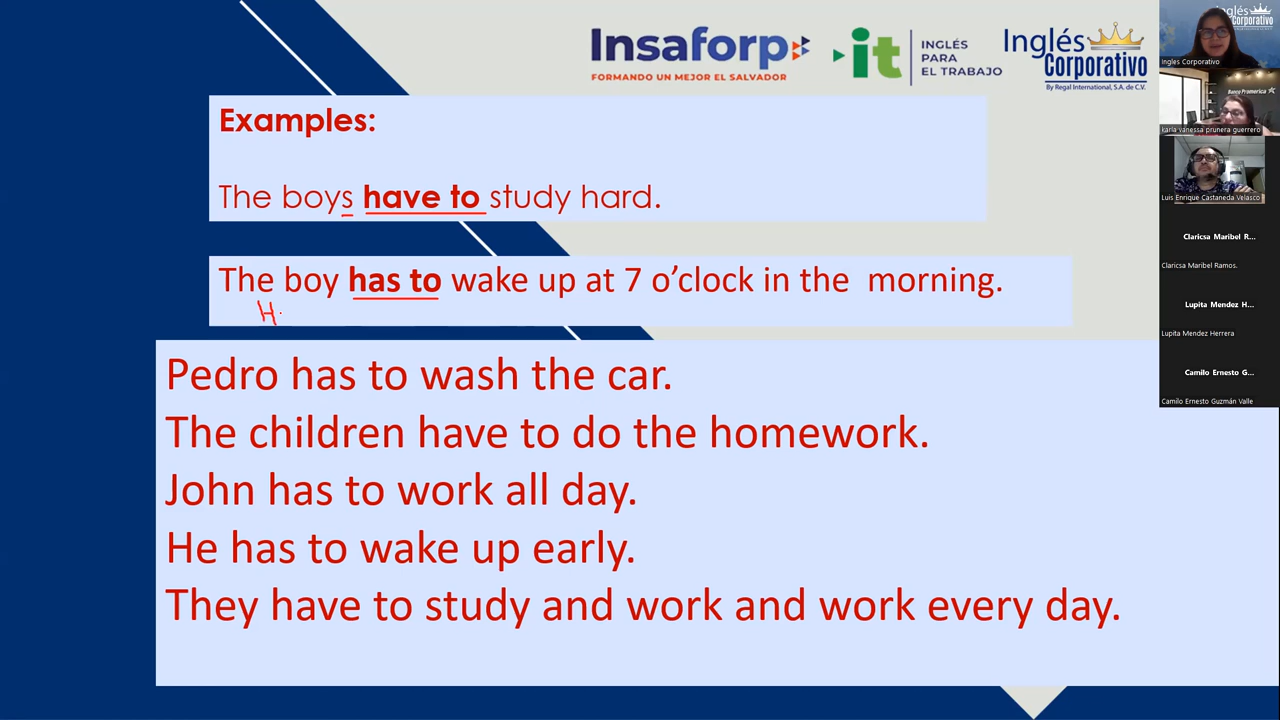 Insaforp
FORMANDO UN MEJOR EL SALVADOR
it
INGLÉS
PARA
EL TRABAJO
Inglés
Corporativo
By Regal International, S.A. de C.V.
Examples:
The boys have to study hard.
The boy has to wake up at 7 o’clock in the morning.
H
Pedro has to wash the car.
The children have to do the homework.
John has to work all day.
He has to wake up early.
They have to study and work and work every day.
Inglés
Corporativo
Ingles Corporativo
Banco Promerica
karla vanessa prunera guerrero
Luis Enrique Castaneda Velasco
Claricsa Maribel R...
Claricsa Maribel Ramos.
Lupita Mendez H...
Lupita Mendez Herrera
Camilo Ernesto G...
Camilo Ernesto Guzmán Valle